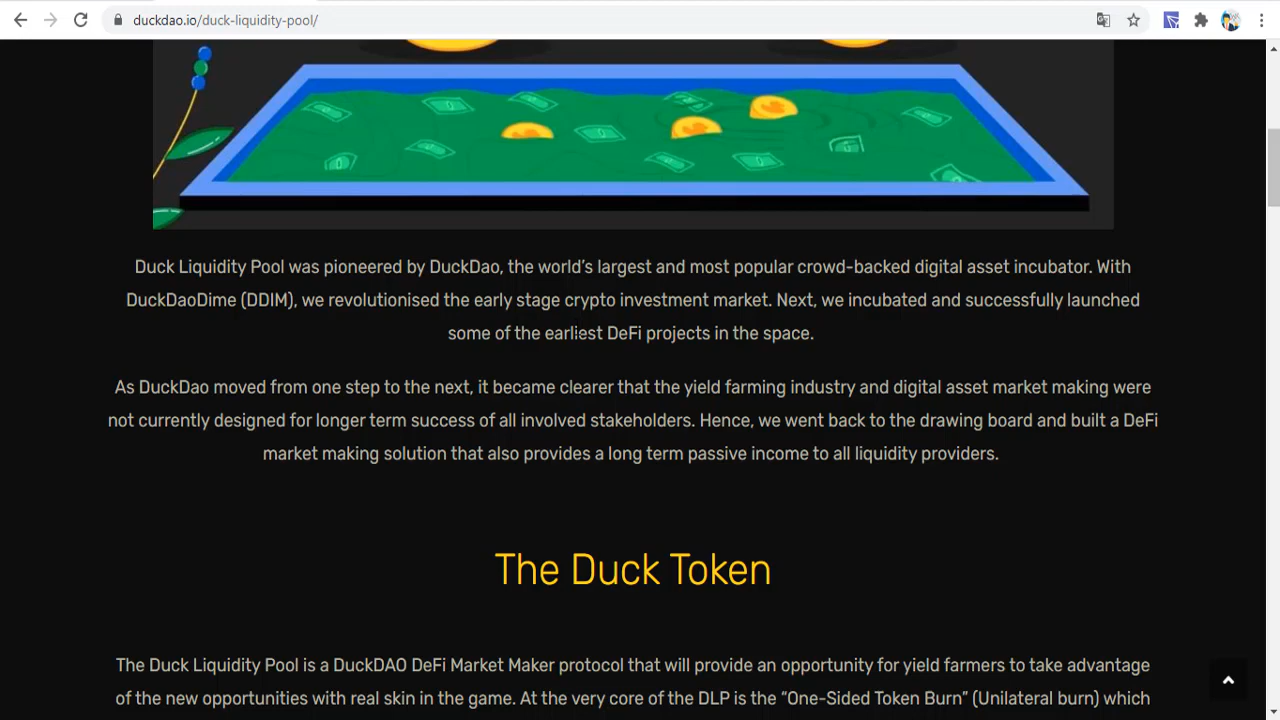 duckdao.io/duck-liquidity-pool/
Duck Liquidity Pool was pioneered by DuckDao, the world’s largest and most popular crowd-backed digital asset incubator. With
DuckDaoDime (DDIM), we revolutionised the early stage crypto investment market. Next, we incubated and successfully launched
some of the earliest DeFi projects in the space.
As DuckDao moved from one step to the next, it became clearer that the yield farming industry and digital asset market making were
not currently designed for longer term success of all involved stakeholders. Hence, we went back to the drawing board and built a DeFi
market making solution that also provides a long term passive income to all liquidity providers.
The Duck Token
The Duck Liquidity Pool is a DuckDAO DeFi Market Maker protocol that will provide an opportunity for yield farmers to take advantage
of the new opportunities with real skin in the game. At the very core of the DLP is the “One-Sided Token Burn” (Unilateral burn) which